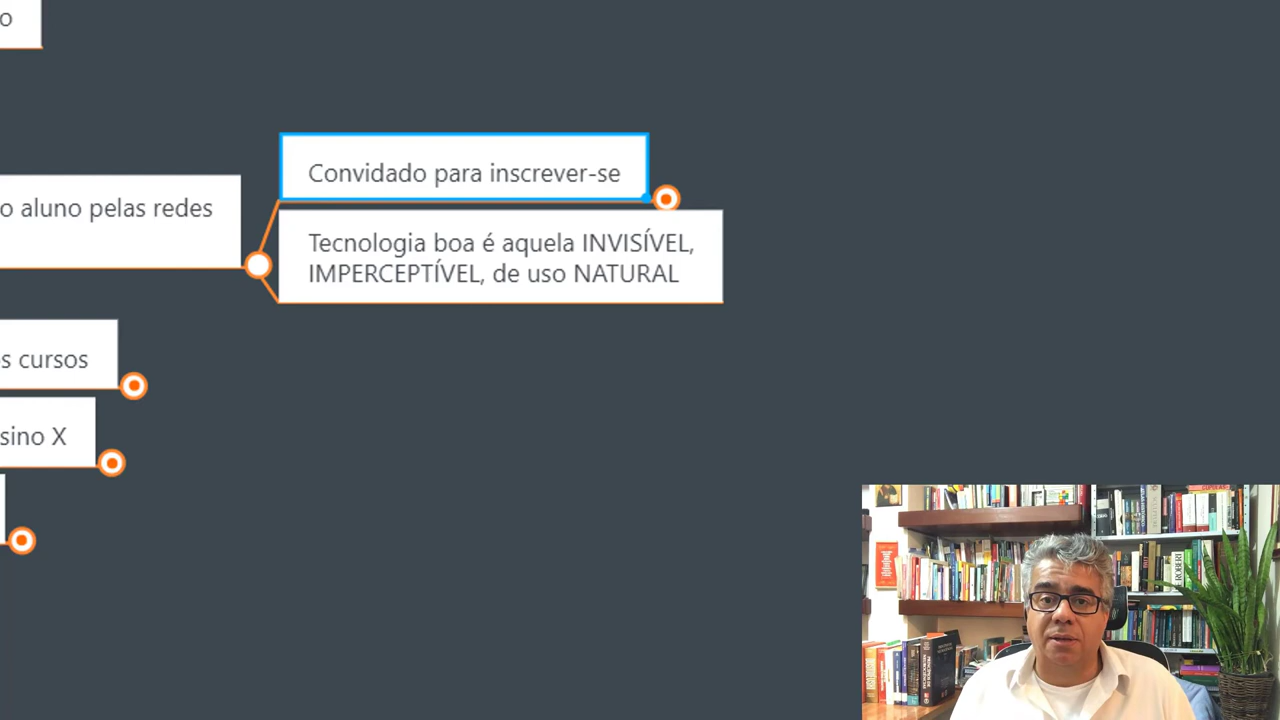 o
Convidado para inscrever-se
o aluno pelas redes
Tecnologia boa é aquela INVISÍVEL,
IMPERCEPTÍVEL, de uso NATURAL
s cursos
sino X